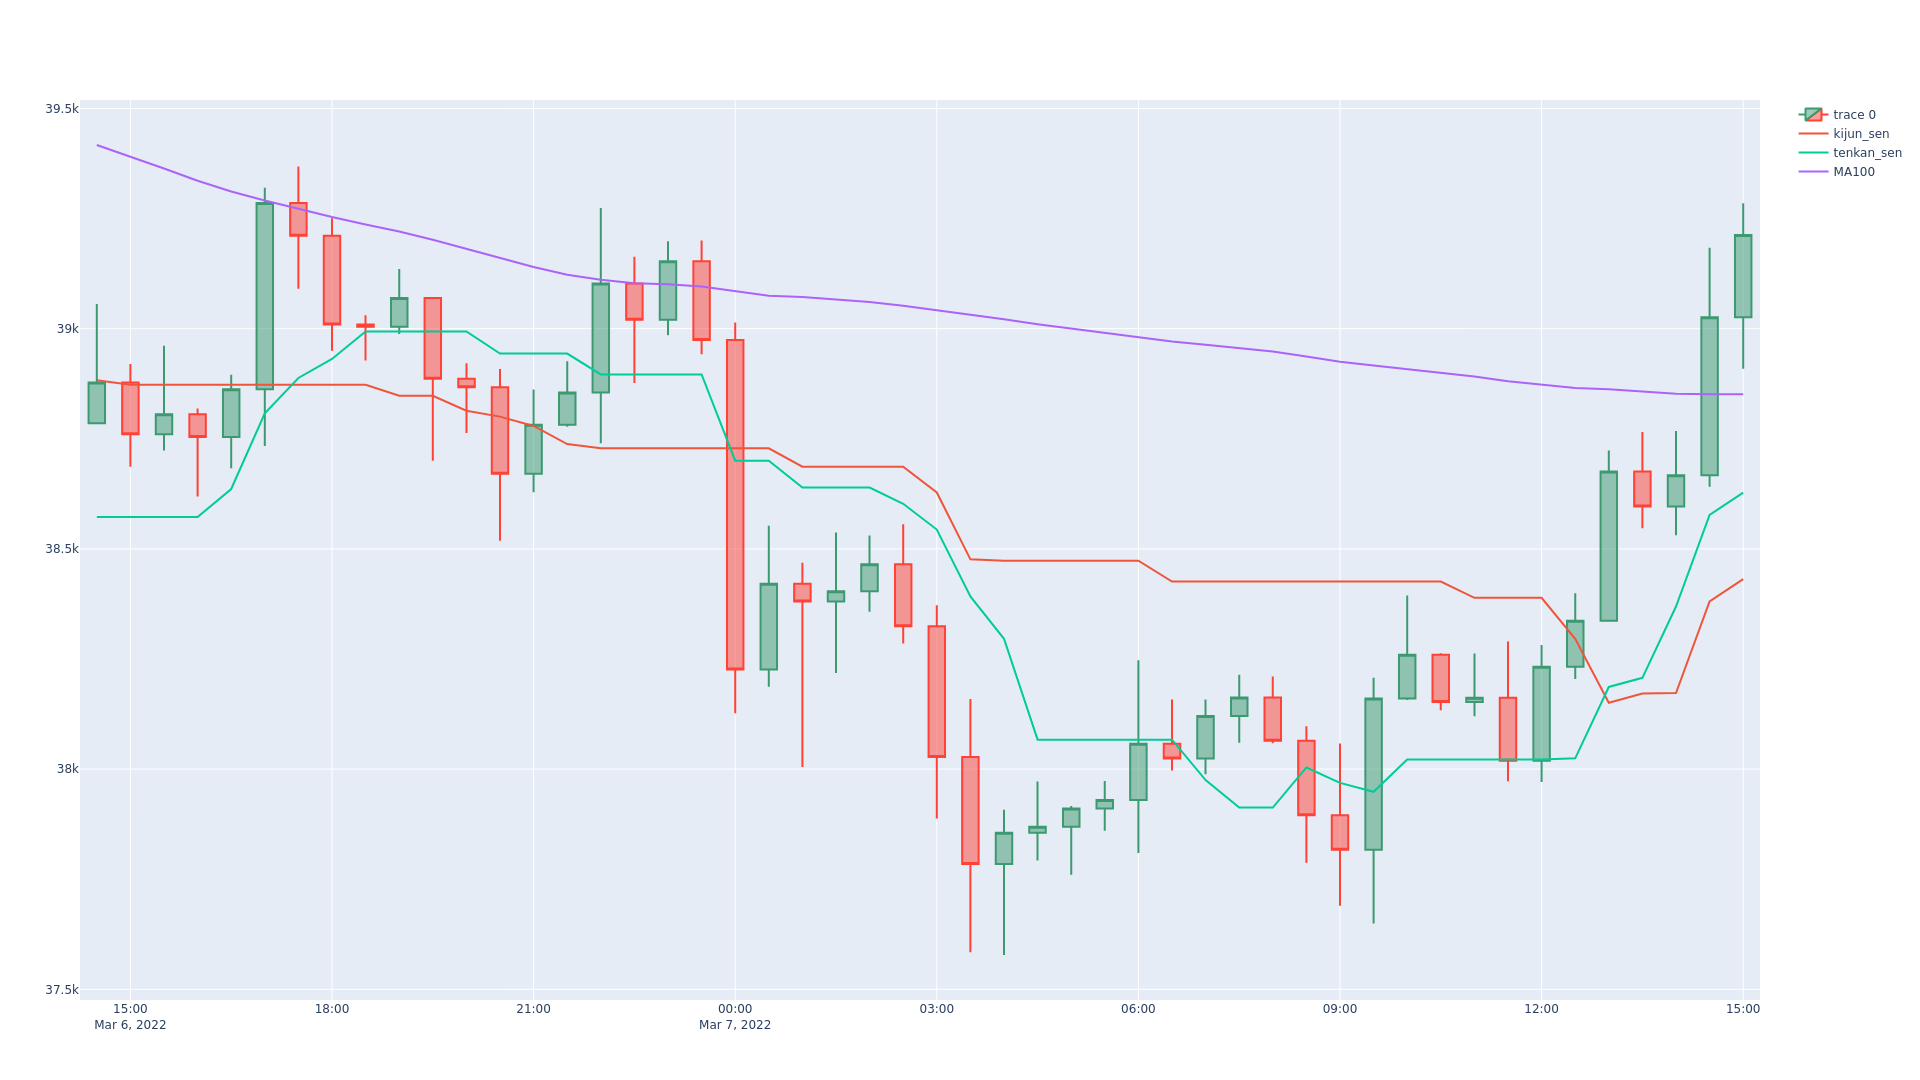 39.5k
39k
38.5k
38k
37.5k
15:00 18:00 21:00 00:00 03:00 06:00 09:00 12:00 15:00
Mar 6, 2022 Mar 7, 2022
trace 0
kijun_sen
tenkan_sen
MA100